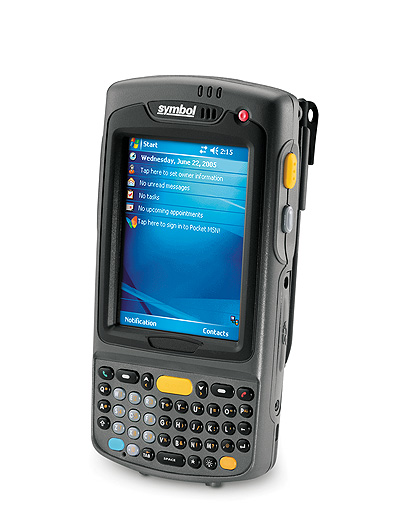 symbol
Start 2:15
Wednesday, June 22, 2005
Tap here to set owner information
No unread messages
No tasks
No upcoming appointments
Tap here to sign in to Pocket MSN!
Notification Contacts
TAB SPACE